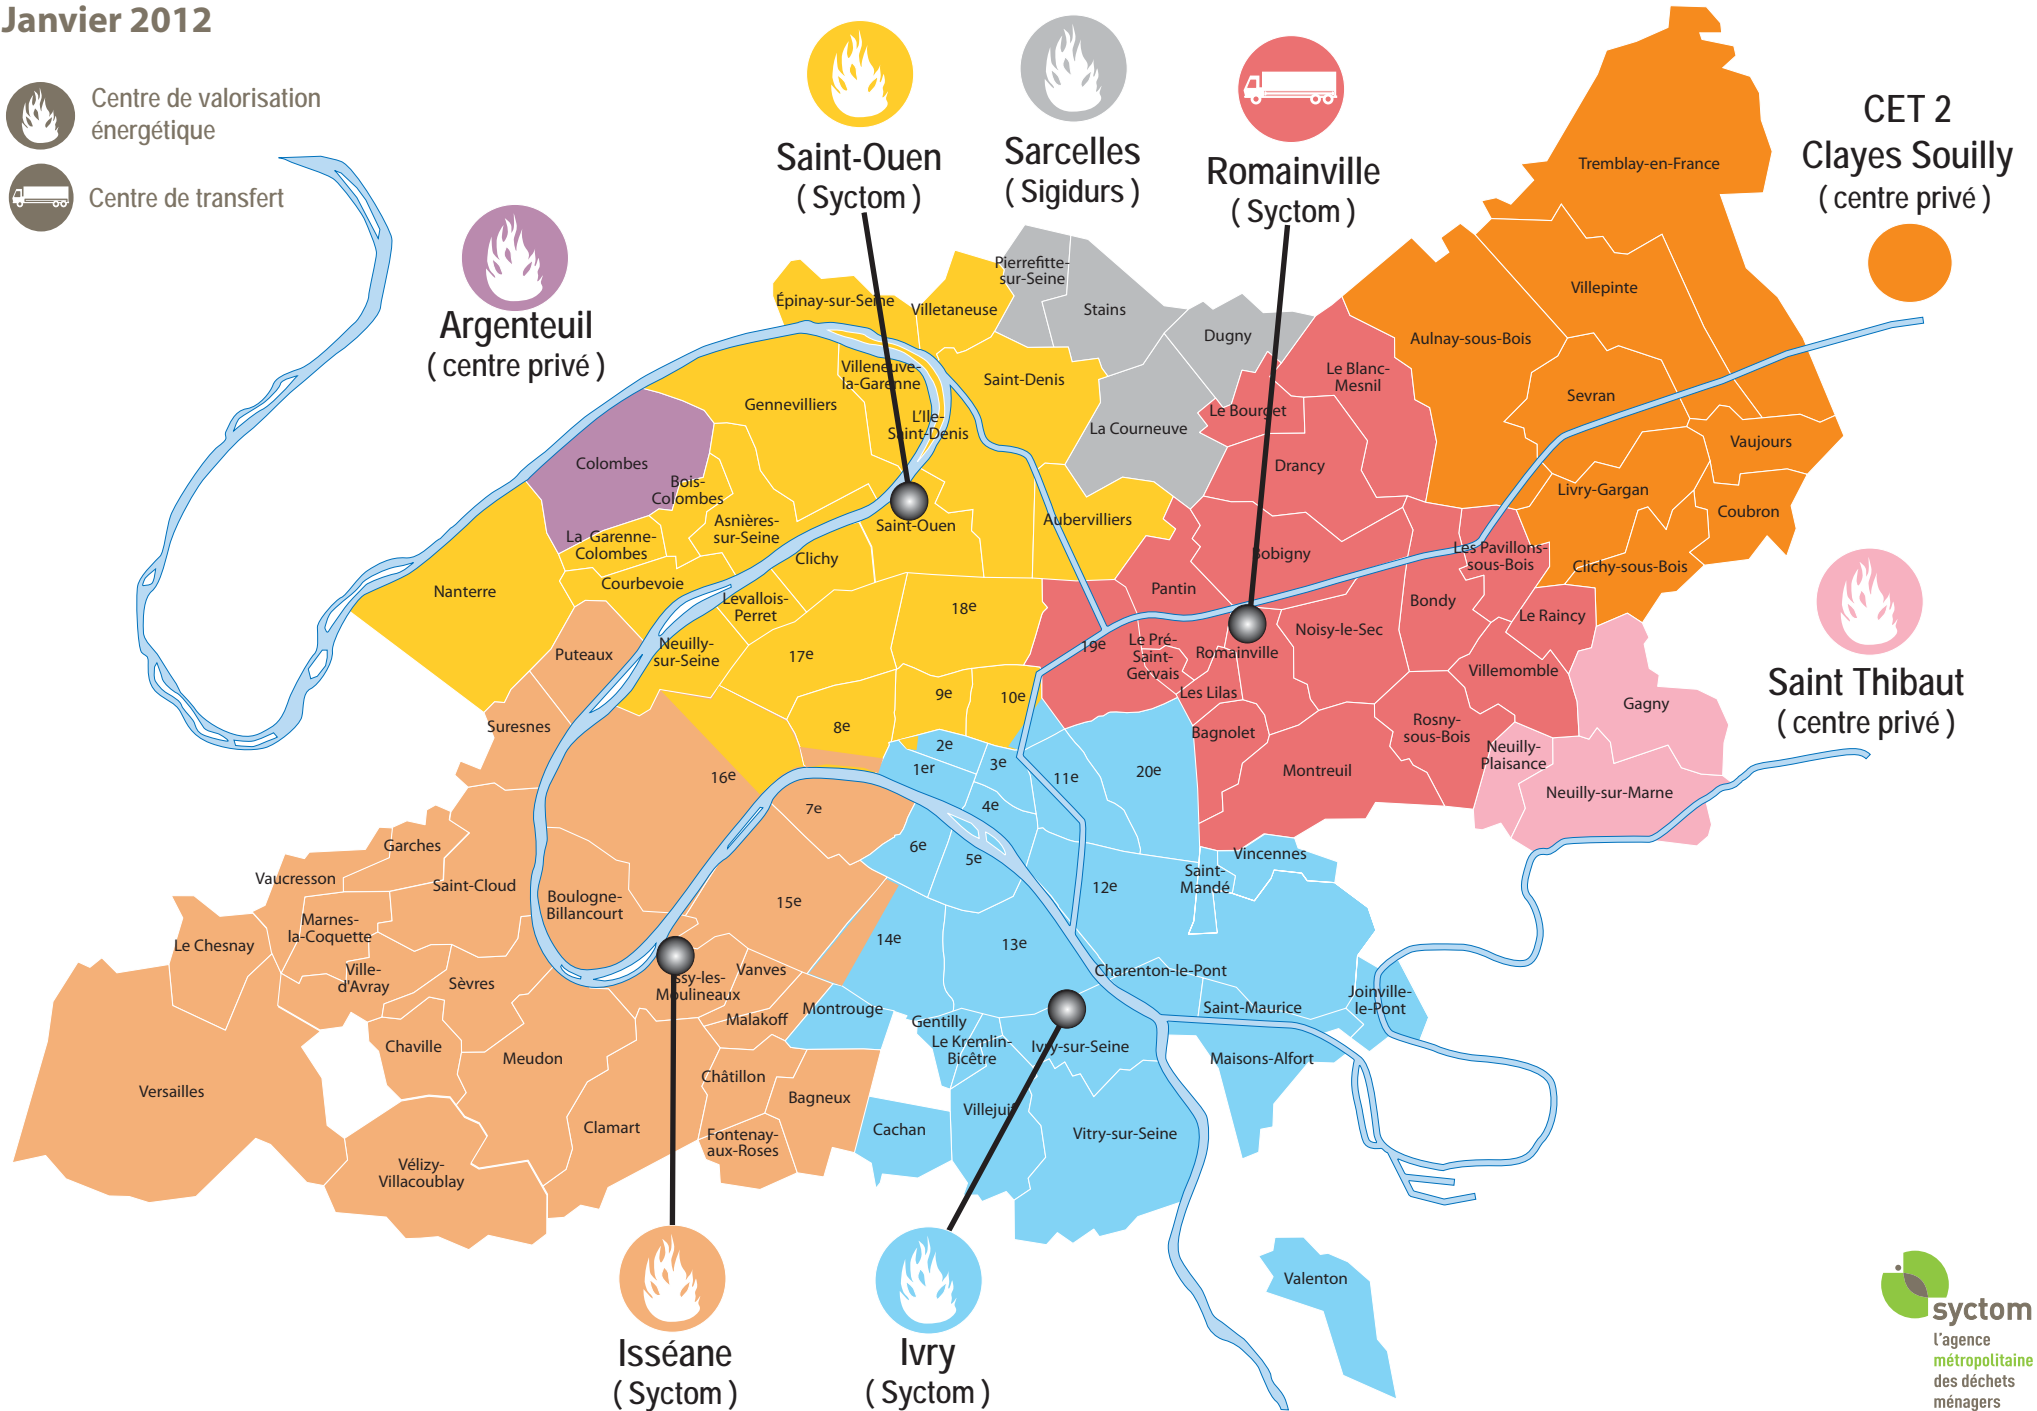 Janvier 2012
Centre de valorisation
énergétique
Centre de transfert
Saint-Ouen
( Syctom )
Sarcelles
( Sigidurs )
Romainville
( Syctom )
CET 2
Clayes Souilly
( centre privé )
Argenteuil
( centre privé )
Saint Thibaut
( centre privé )
Tremblay-en-France
Pierrefitte-
sur-Seine
Épinay-sur-Seine
Villetaneuse
Stains
Dugny
Villepinte
Aulnay-sous-Bois
Le Blanc-
Mesnil
Villeneuve-
la-Garenne
Saint-Denis
Gennevilliers
L'Ile-
Saint-Denis
La Courneuve
Le Bourget
Sevran
Vaujours
Colombes
Bois-
Colombes
Drancy
Livry-Gargan
Coubron
Asnières-
sur-Seine
Saint-Ouen
Aubervilliers
La Garenne-
Colombes
Clichy
Bobigny
Les Pavillons-
sous-Bois
Clichy-sous-Bois
Nanterre
Courbevoie
Levallois-
Perret
18e
Pantin
Bondy
Le Raincy
Puteaux
Neuilly-
sur-Seine
17e
19e
Le Pré-
Saint-
Gervais
Romainville
Noisy-le-Sec
Villemomble
9e
10e
Les Lilas
Gagny
Suresnes
8e
2e
Bagnolet
Rosny-
sous-Bois
Neuilly-
Plaisance
16e
1er
3e
11e
20e
Montreuil
Neuilly-sur-Marne
7e
4e
Garches
6e
5e
Vincennes
Vaucresson
Saint-Cloud
Boulogne-
Billancourt
15e
12e
Saint-
Mandé
Marnes-
la-Coquette
Le Chesnay
14e
13e
Ville-
d'Avray
Sèvres
Issy-les-
Moulineaux
Vanves
Charenton-le-Pont
Joinville-
le-Pont
Malakoff
Montrouge
Gentilly
Saint-Maurice
Chaville
Meudon
Le Kremlin-
Bicêtre
Ivry-sur-Seine
Maisons-Alfort
Versailles
Châtillon
Bagneux
Villejuif
Clamart
Fontenay-
aux-Roses
Cachan
Vitry-sur-Seine
Vélizy-
Villacoublay
Valenton
Isséane
( Syctom )
Ivry
( Syctom )
syctom
l'agence
métropolitaine
des déchets
ménagers